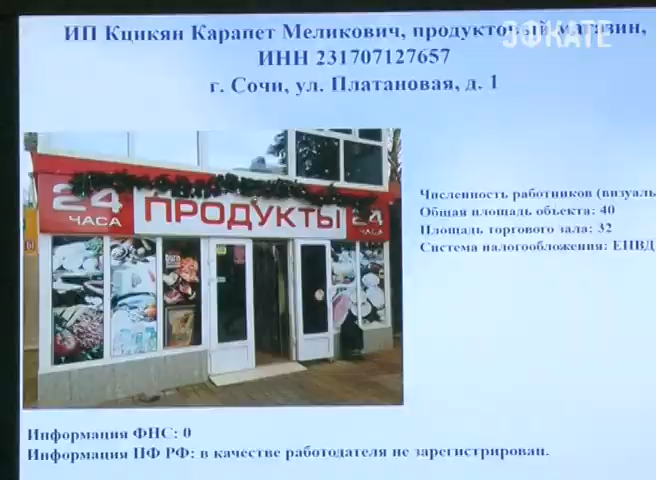 ИП Кцикян Карапет Меликович, продуктовый магазин,
ИНН 231707127657
г. Сочи, ул. Платановая, д. 1
ЭФКАТЕ
24
ЧАСА
ПРОДУКТЫ
24
ЧАСА
Численность работников (визуаль
Общая площадь объекта: 40
Площадь торгового зала: 32
Система налогообложения: ЕНВД
Информация ФНС: 0
Информация ПФ РФ: в качестве работодателя не зарегистрирован.